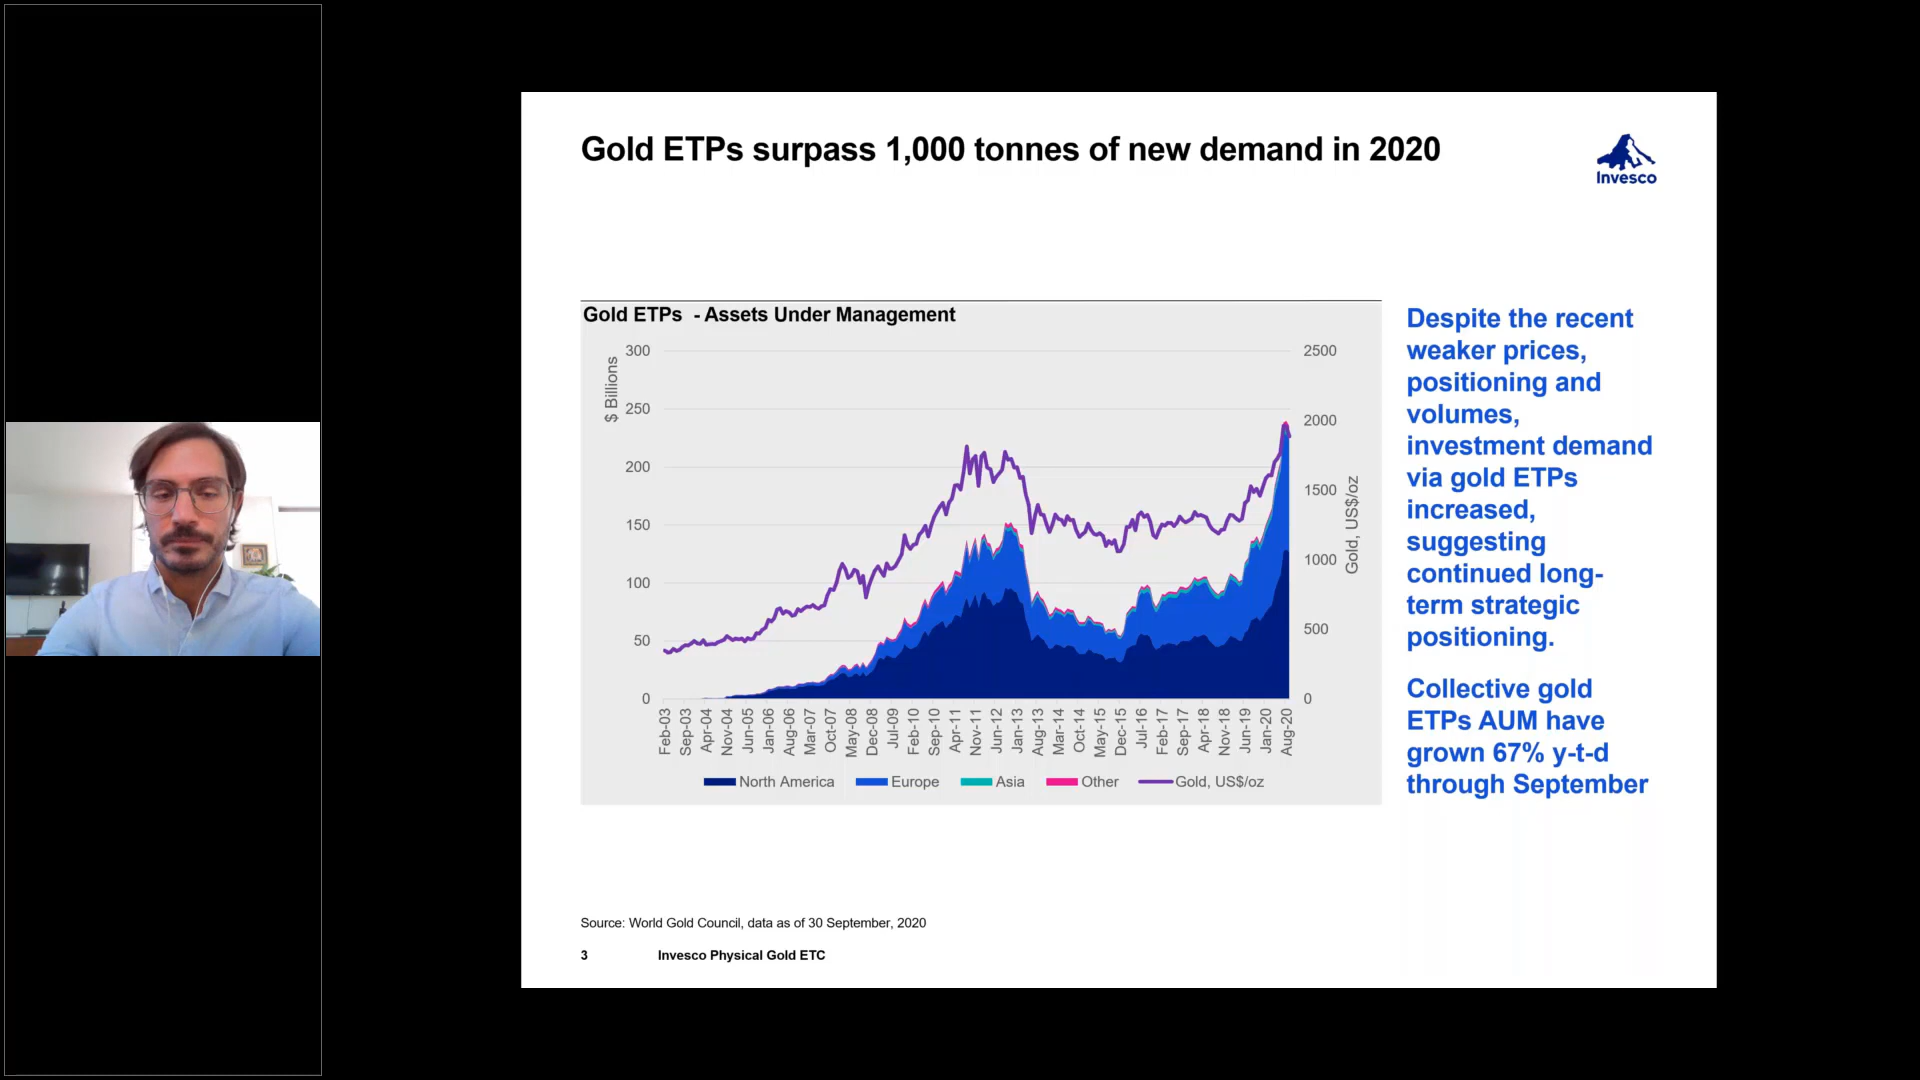 Gold ETPs surpass 1,000 tonnes of new demand in 2020
Invesco
Gold ETPs - Assets Under Management
$ Billions
300
250
200
150
100
50
0
2500
2000
1500
1000
500
0
Gold, US$/oz
Feb-03
Sep-03
Apr-04
Nov-04
Jun-05
Jan-06
Aug-06
Mar-07
Oct-07
May-08
Dec-08
Jul-09
Feb-10
Sep-10
Apr-11
Nov-11
Jun-12
Jan-13
Aug-13
Mar-14
Oct-14
May-15
Dec-15
Jul-16
Feb-17
Sep-17
Apr-18
Nov-18
Jun-19
Jan-20
Aug-20
North America
Europe
Asia
Other
Gold, US$/oz
Despite the recent
weaker prices,
positioning and
volumes,
investment demand
via gold ETPs
increased,
suggesting
continued long-
term strategic
positioning.
Collective gold
ETPs AUM have
grown 67% y-t-d
through September
Source: World Gold Council, data as of 30 September, 2020
3 Invesco Physical Gold ETC